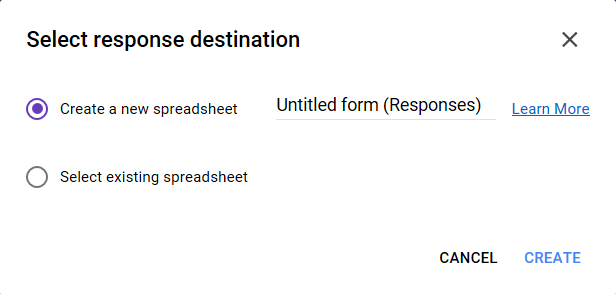 Select response destination
Create a new spreadsheet Untitled form (Responses) Learn More
Select existing spreadsheet
CANCEL CREATE